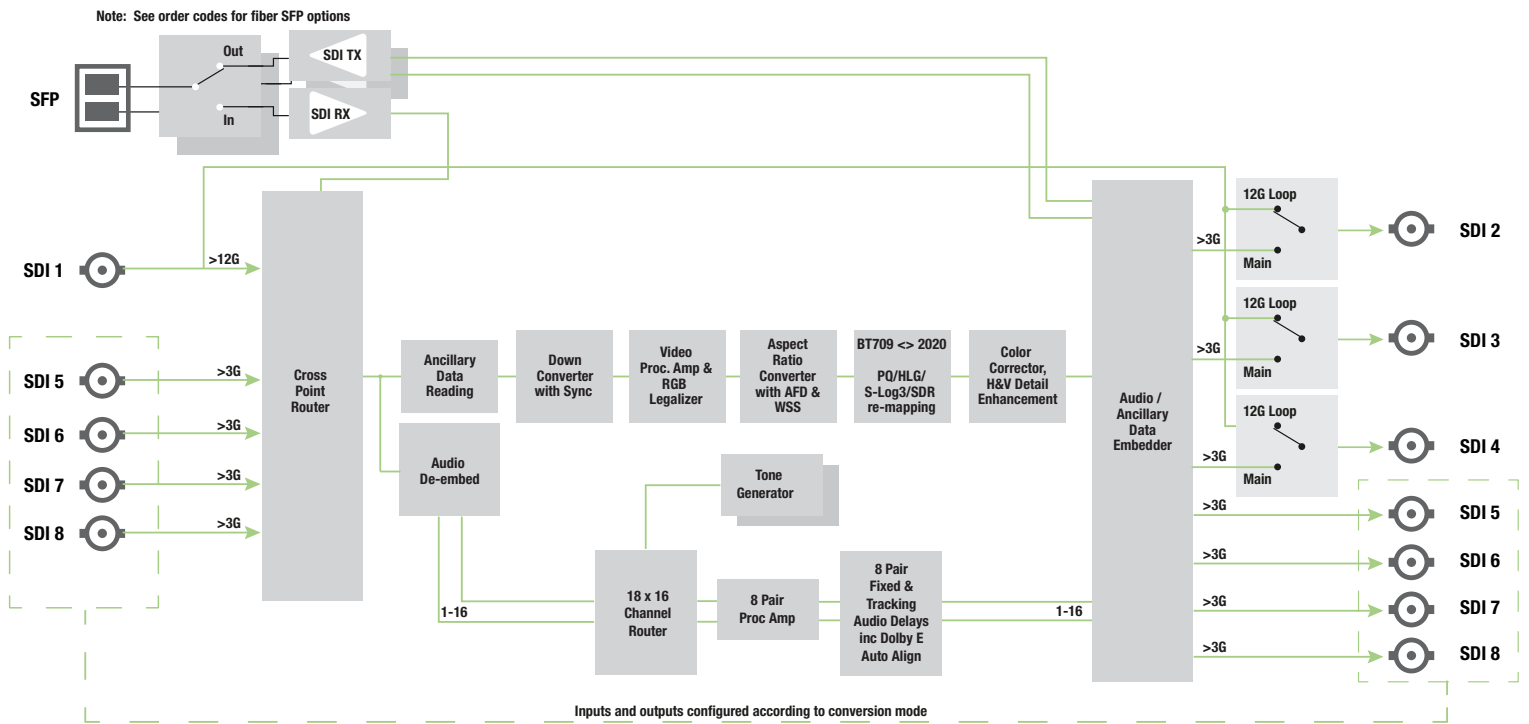 Note: See order codes for fiber SFP options
Out
SDI TX
SFP
In
SDI RX
12G Loop
>3G
Main
SDI 2
SDI 1
>12G
12G Loop
>3G
Main
SDI 3
SDI 5
>3G
SDI 6
>3G
SDI 7
>3G
SDI 8
>3G
Cross
Point
Router
Ancillary
Data
Reading
Down
Converter
with Sync
Video
Proc. Amp &
RGB
Legalizer
Aspect
Ratio
Converter
with AFD &
WSS
BT709 <> 2020
PQ/HLG/
S-Log3/SDR
re-mapping
Color
Corrector,
H&V Detail
Enhancement
Audio /
Ancillary
Data
Embedder
12G Loop
>3G
Main
SDI 4
Audio
De-embed
Tone
Generator
>3G
SDI 5
>3G
SDI 6
>3G
SDI 7
>3G
SDI 8
1-16
18 x 16
Channel
Router
8 Pair
Proc Amp
8 Pair
Fixed &
Tracking
Audio Delays
inc Dolby E
Auto Align
1-16
Inputs and outputs configured according to conversion mode